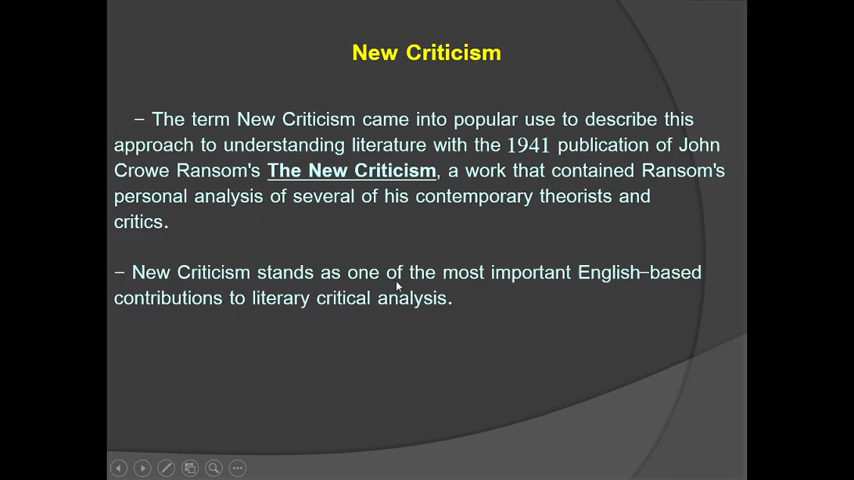 New Criticism
– The term New Criticism came into popular use to describe this
approach to understanding literature with the 1941 publication of John
Crowe Ransom's The New Criticism, a work that contained Ransom's
personal analysis of several of his contemporary theorists and
critics.
– New Criticism stands as one of the most important English–based
contributions to literary critical analysis.